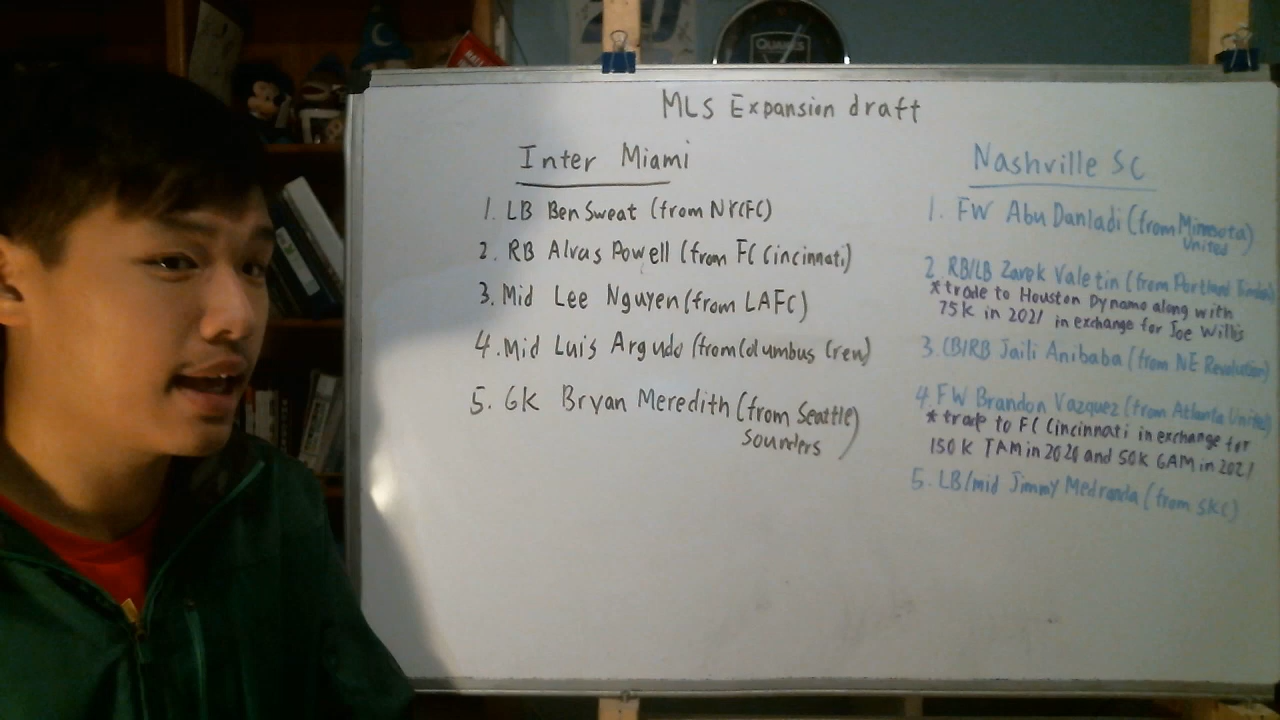 MLS Expansion draft
Inter Miami
1. LB Ben Sweat (from NYCFC)
2. RB Alvas Powell (from FC Cincinnati)
3. Mid Lee Nguyen (from LAFC)
4. Mid Luis Argudo (from Columbus Crew)
5. GK Bryan Meredith (from Seattle)
Sounders
Nashville SC
1. FW Abu Danladi (from Minnesota)
United
2. RB/LB Zarek Valetin (from Portland Timbers)
*trade to Houston Dynamo along with
75K in 2021 in exchange for Joe Willis
3. CB/RB Jaili Anibaba (from NE Revolution)
4. FW Brandon Vazquez (from Atlanta United)
*trade to FC Cincinnati in exchange for
150K TAM in 2020 and 50K GAM in 2021
5. LB/mid Jimmy Medranda (from SKC)
QUAKES